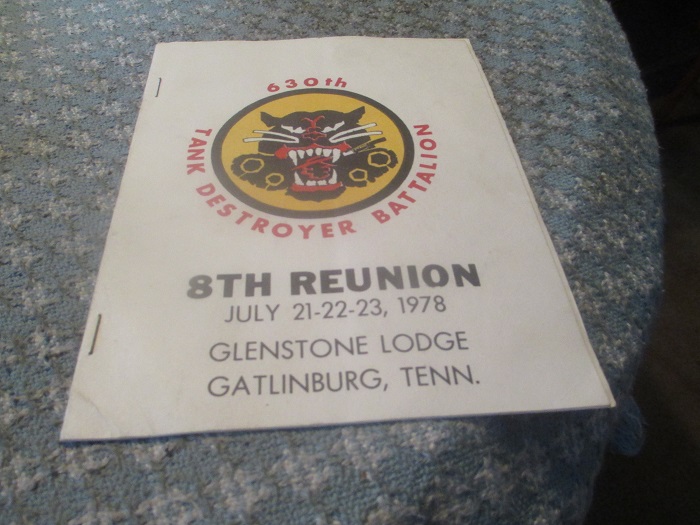 630th
TANK DESTROYER BATTALION
8TH REUNION
JULY 21-22-23, 1978
GLENSTONE LODGE
GATLINBURG, TENN.